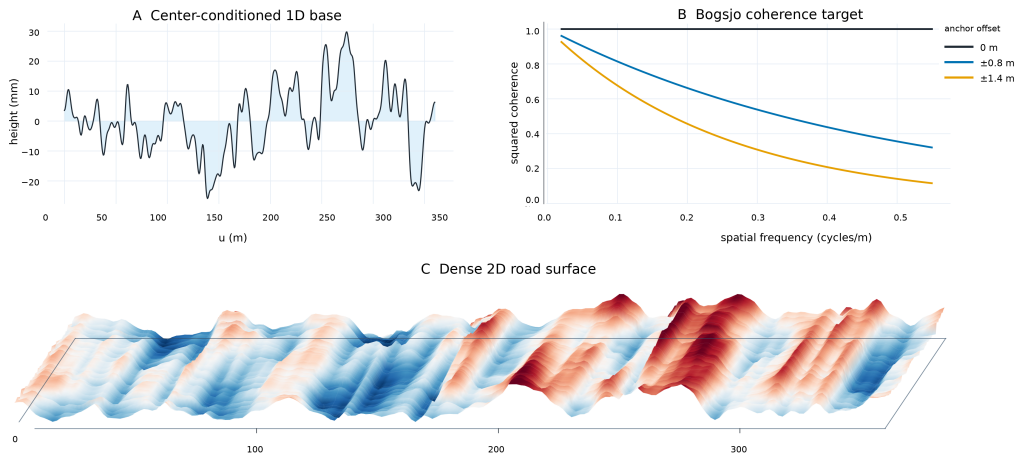 A  Center-conditioned 1D base
height (mm)
30
20
10
0
−10
−20
0
50
100
150
200
250
300
350
u (m)
B  Bogsjo coherence target
squared coherence
1.0
0.8
0.6
0.4
0.2
0.0
0.0
0.1
0.2
0.3
0.4
0.5
spatial frequency (cycles/m)
anchor offset
0 m
±0.8 m
±1.4 m
C  Dense 2D road surface
0
100
200
300